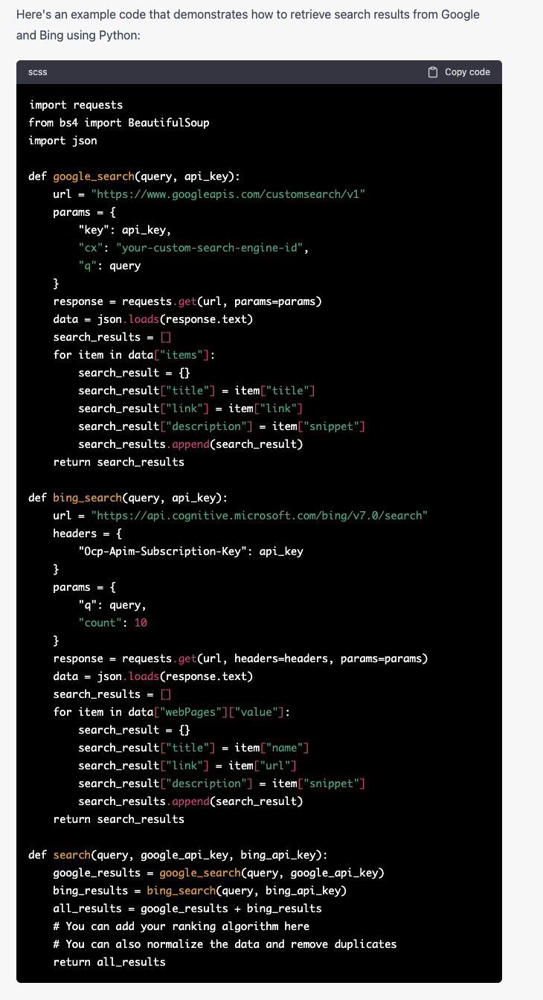 Here's an example code that demonstrates how to retrieve search results from Google
and Bing using Python:
scss
Copy code
import requests
from bs4 import BeautifulSoup
import json

def google_search(query, api_key):
    url = "https://www.googleapis.com/customsearch/v1"
    params = {
        "key": api_key,
        "cx": "your-custom-search-engine-id",
        "q": query
    }
    response = requests.get(url, params=params)
    data = json.loads(response.text)
    search_results = []
    for item in data["items"]:
        search_result = {}
        search_result["title"] = item["title"]
        search_result["link"] = item["link"]
        search_result["description"] = item["snippet"]
        search_results.append(search_result)
    return search_results

def bing_search(query, api_key):
    url = "https://api.cognitive.microsoft.com/bing/v7.0/search"
    headers = {
        "Ocp-Apim-Subscription-Key": api_key
    }
    params = {
        "q": query,
        "count": 10
    }
    response = requests.get(url, headers=headers, params=params)
    data = json.loads(response.text)
    search_results = []
    for item in data["webPages"]["value"]:
        search_result = {}
        search_result["title"] = item["name"]
        search_result["link"] = item["url"]
        search_result["description"] = item["snippet"]
        search_results.append(search_result)
    return search_results

def search(query, google_api_key, bing_api_key):
    google_results = google_search(query, google_api_key)
    bing_results = bing_search(query, bing_api_key)
    all_results = google_results + bing_results
    # You can add your ranking algorithm here
    # You can also normalize the data and remove duplicates
    return all_results